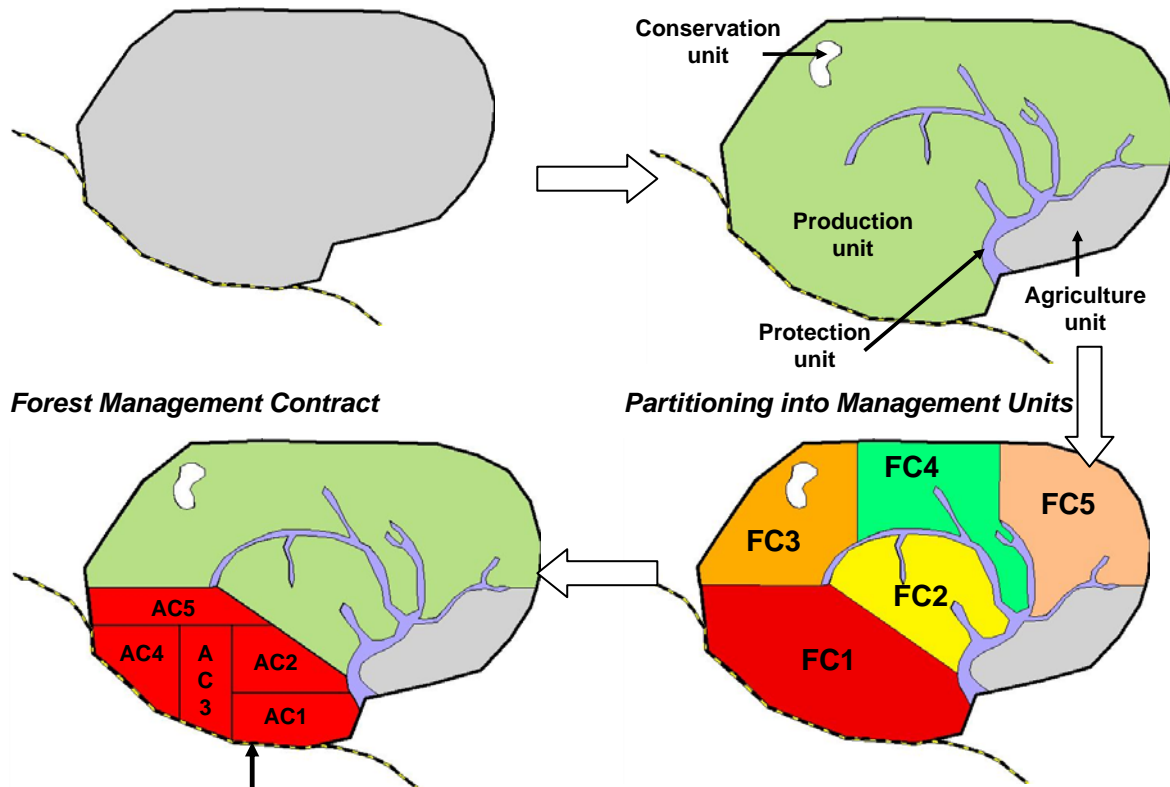 Conservation
unit
Production
unit
Protection
unit
Agriculture
unit
Forest Management Contract
Partitioning into Management Units
AC5
AC4
A
C
3
AC2
AC1
FC4
FC5
FC3
FC2
FC1